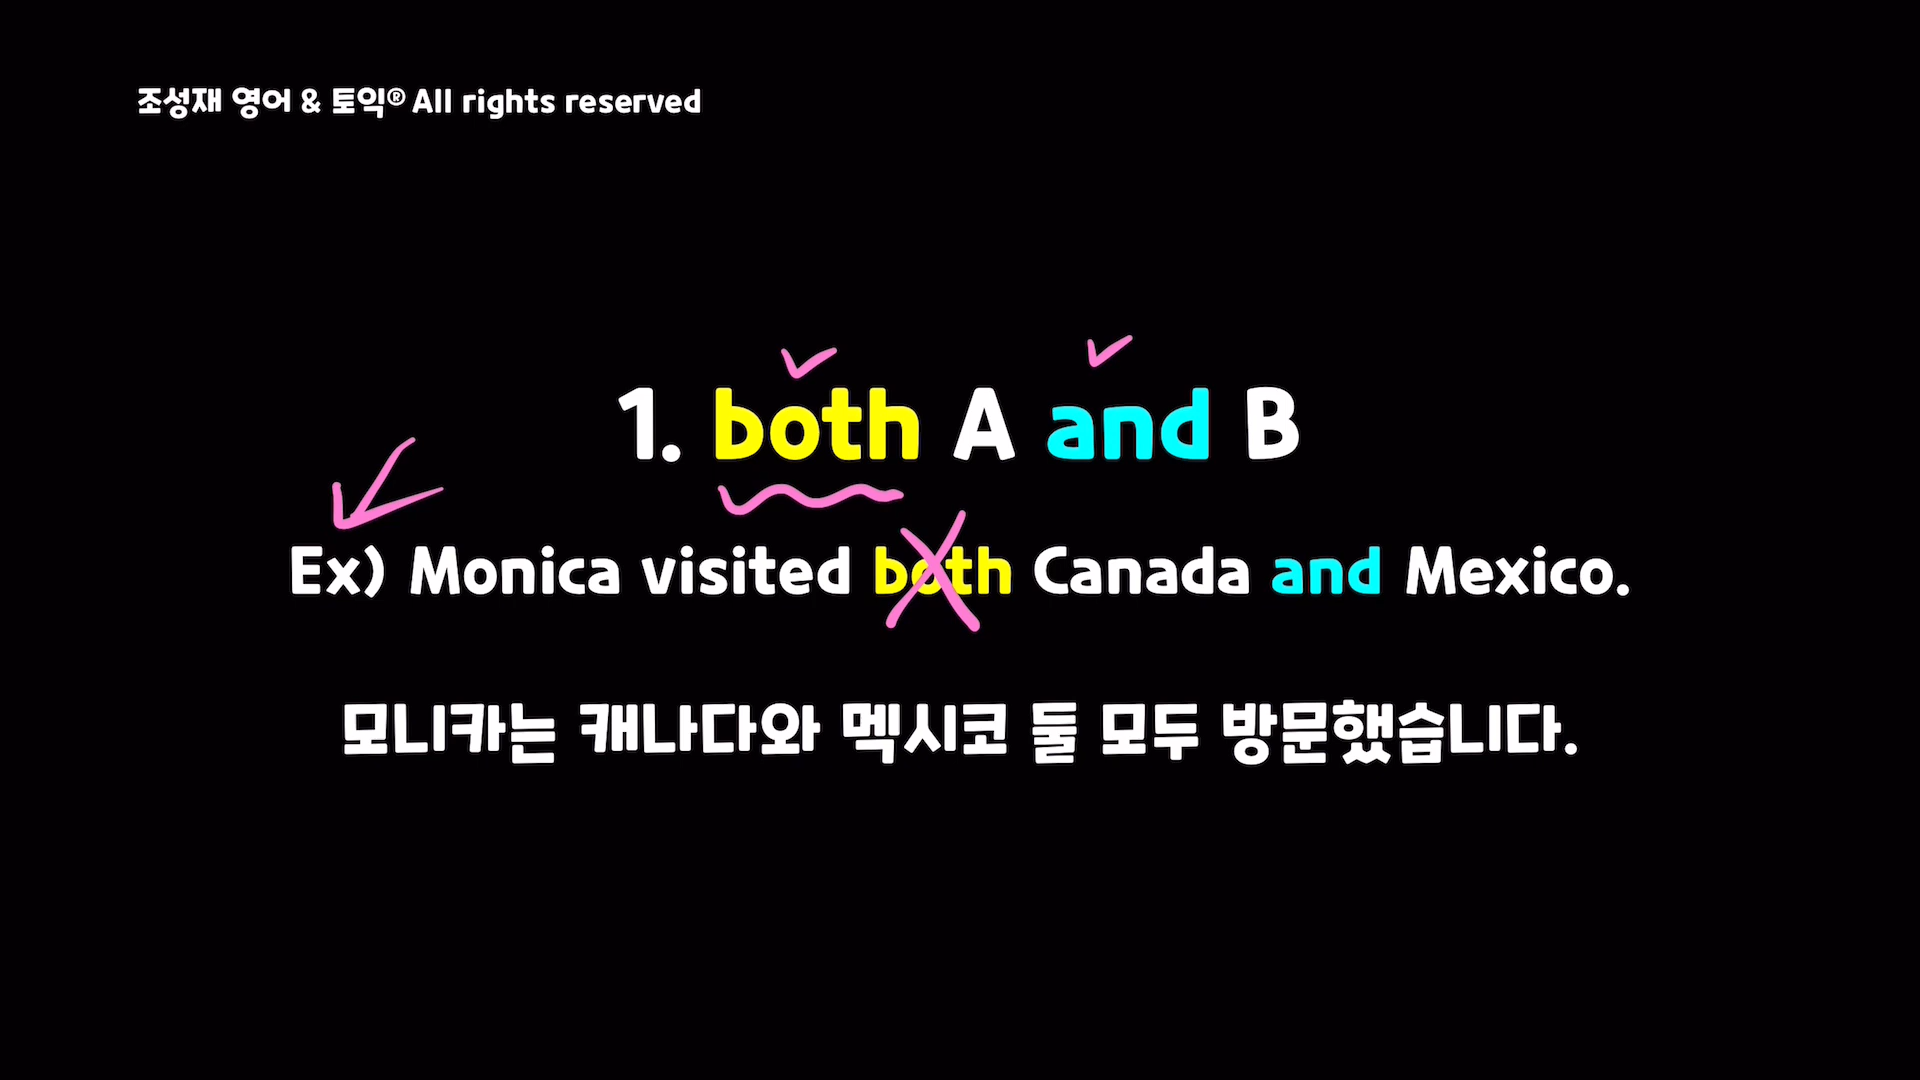 조성재 영어 & 토익® All rights reserved
1. both A and B
Ex) Monica visited both Canada and Mexico.
모니카는 캐나다와 멕시코 둘 모두 방문했습니다.